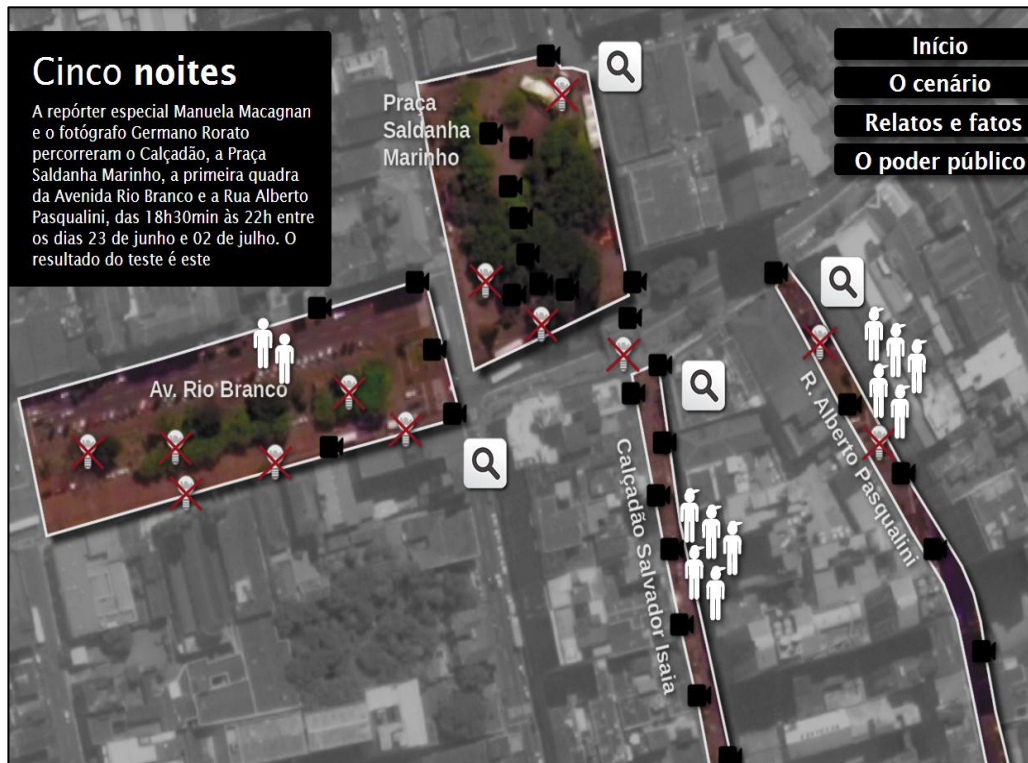 Cinco noites
A repórter especial Manuela Macagnan
e o fotógrafo Germano Rorato
percorreram o Calçadão, a Praça
Saldanha Marinho, a primeira quadra
da Avenida Rio Branco e a Rua Alberto
Pasqualini, das 18h30min às 22h entre
os dias 23 de junho e 02 de julho. O
resultado do teste é este
Início
O cenário
Relatos e fatos
O poder público
Praça
Saldanha
Marinho
Av. Rio Branco
Calçadão Salvador Isaia
R. Alberto Pasqualini